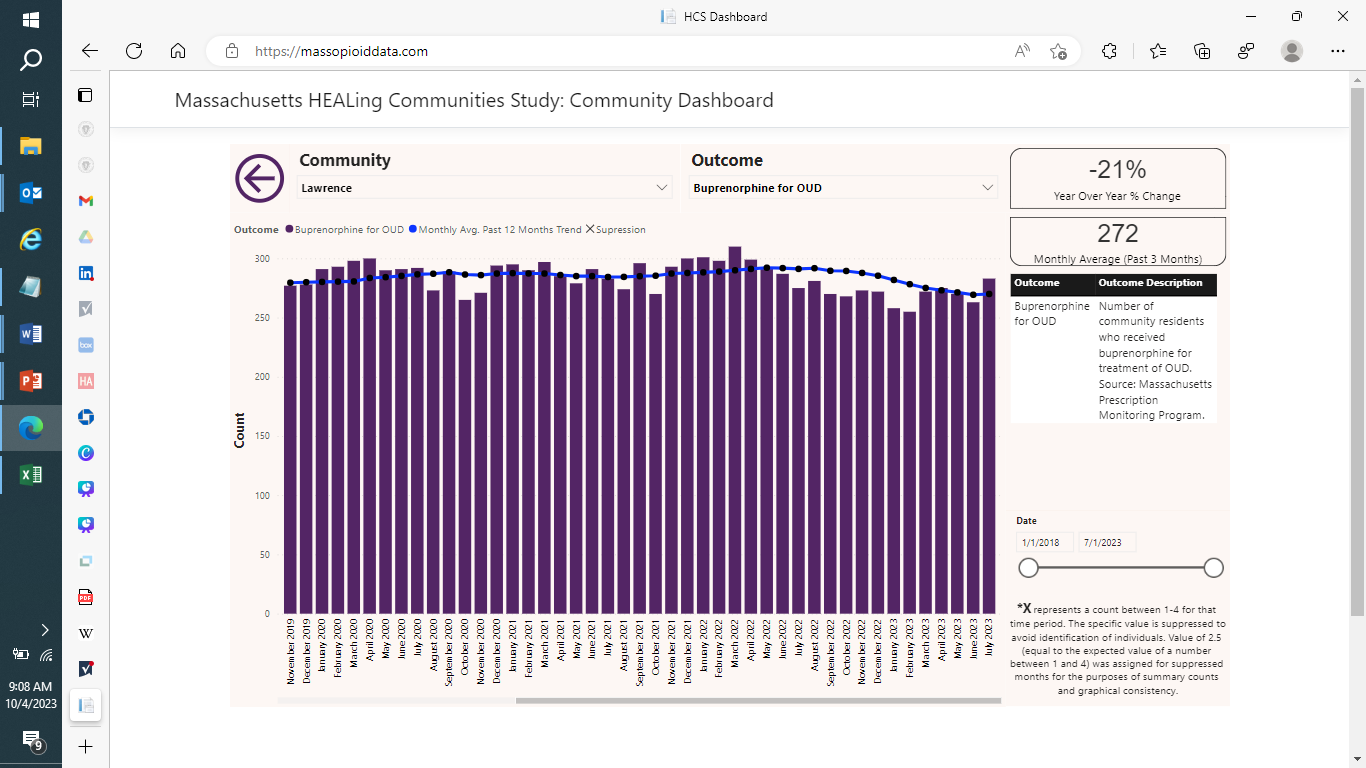 HCS Dashboard
https://massopioiddata.com
Massachusetts HEALing Communities Study: Community Dashboard
Community
Lawrence
Outcome
Buprenorphine for OUD
-21%
Year Over Year % Change
272
Monthly Average (Past 3 Months)
Outcome Buprenorphine for OUD Monthly Avg. Past 12 Months Trend Supression
Count
300
250
200
150
100
50
0
November 2019
December 2019
January 2020
February 2020
March 2020
April 2020
May 2020
June 2020
July 2020
August 2020
September 2020
October 2020
November 2020
December 2020
January 2021
February 2021
March 2021
April 2021
May 2021
June 2021
July 2021
August 2021
September 2021
October 2021
November 2021
December 2021
January 2022
February 2022
March 2022
April 2022
May 2022
June 2022
July 2022
August 2022
September 2022
October 2022
November 2022
December 2022
January 2023
February 2023
March 2023
April 2023
May 2023
June 2023
July 2023
Outcome Outcome Description
Buprenorphine
for OUD
Number of
community residents
who received
buprenorphine for
treatment of OUD.
Source: Massachusetts
Prescription
Monitoring Program.
Date
1/1/2018 7/1/2023
*X represents a count between 1-4 for that
time period. The specific value is suppressed to
avoid identification of individuals. Value of 2.5
(equal to the expected value of a number
between 1 and 4) was assigned for suppressed
months for the purposes of summary counts
and graphical consistency.
9:08 AM
10/4/2023
9
box
HA
PDF
W